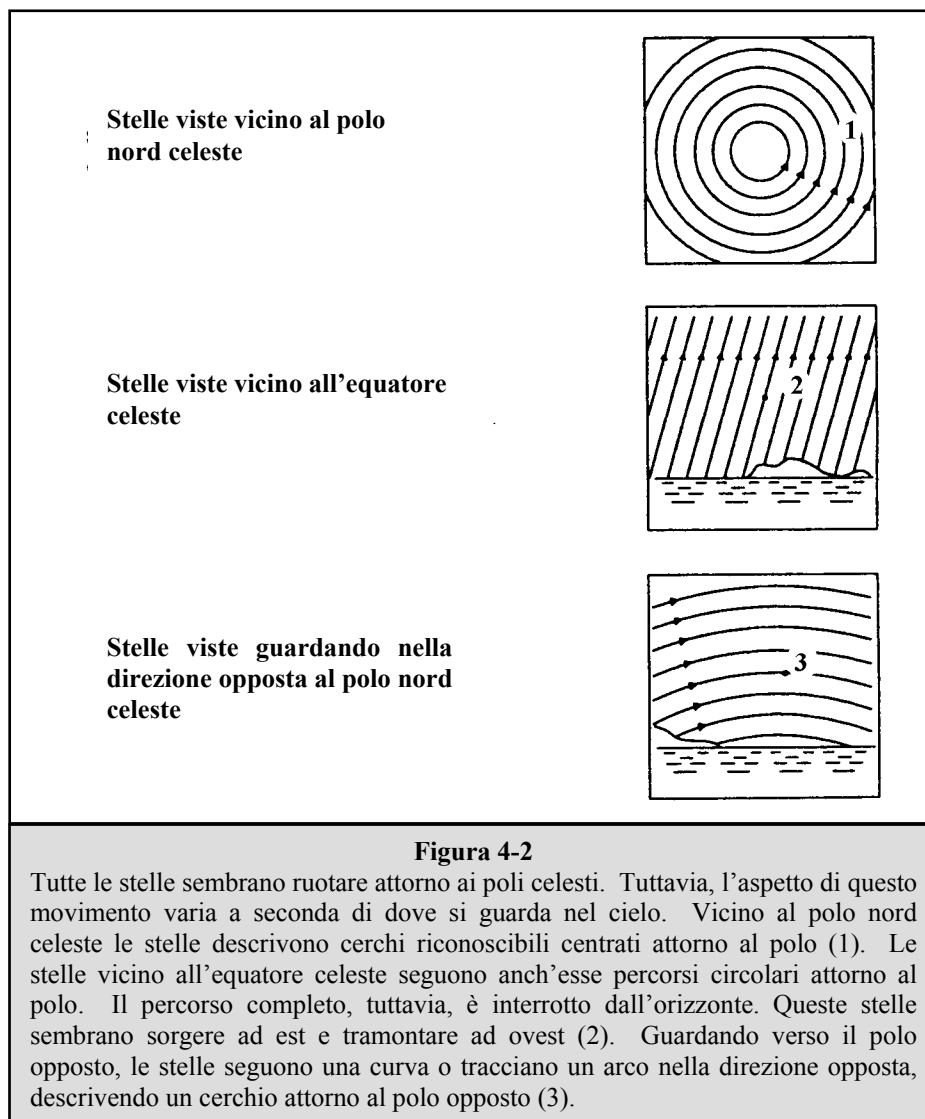 Stelle viste vicino al polo
nord celeste
1
Stelle viste vicino all’equatore
celeste
2
Stelle viste guardando nella
direzione opposta al polo nord
celeste
3
Figura 4-2
Tutte le stelle sembrano ruotare attorno ai poli celesti. Tuttavia, l’aspetto di questo
movimento varia a seconda di dove si guarda nel cielo. Vicino al polo nord
celeste le stelle descrivono cerchi riconoscibili centrati attorno al polo (1). Le
stelle vicino all’equatore celeste seguono anch’esse percorsi circolari attorno al
polo. Il percorso completo, tuttavia, è interrotto dall’orizzonte. Queste stelle
sembrano sorgere ad est e tramontare ad ovest (2). Guardando verso il polo
opposto, le stelle seguono una curva o tracciano un arco nella direzione opposta,
descrivendo un cerchio attorno al polo opposto (3).